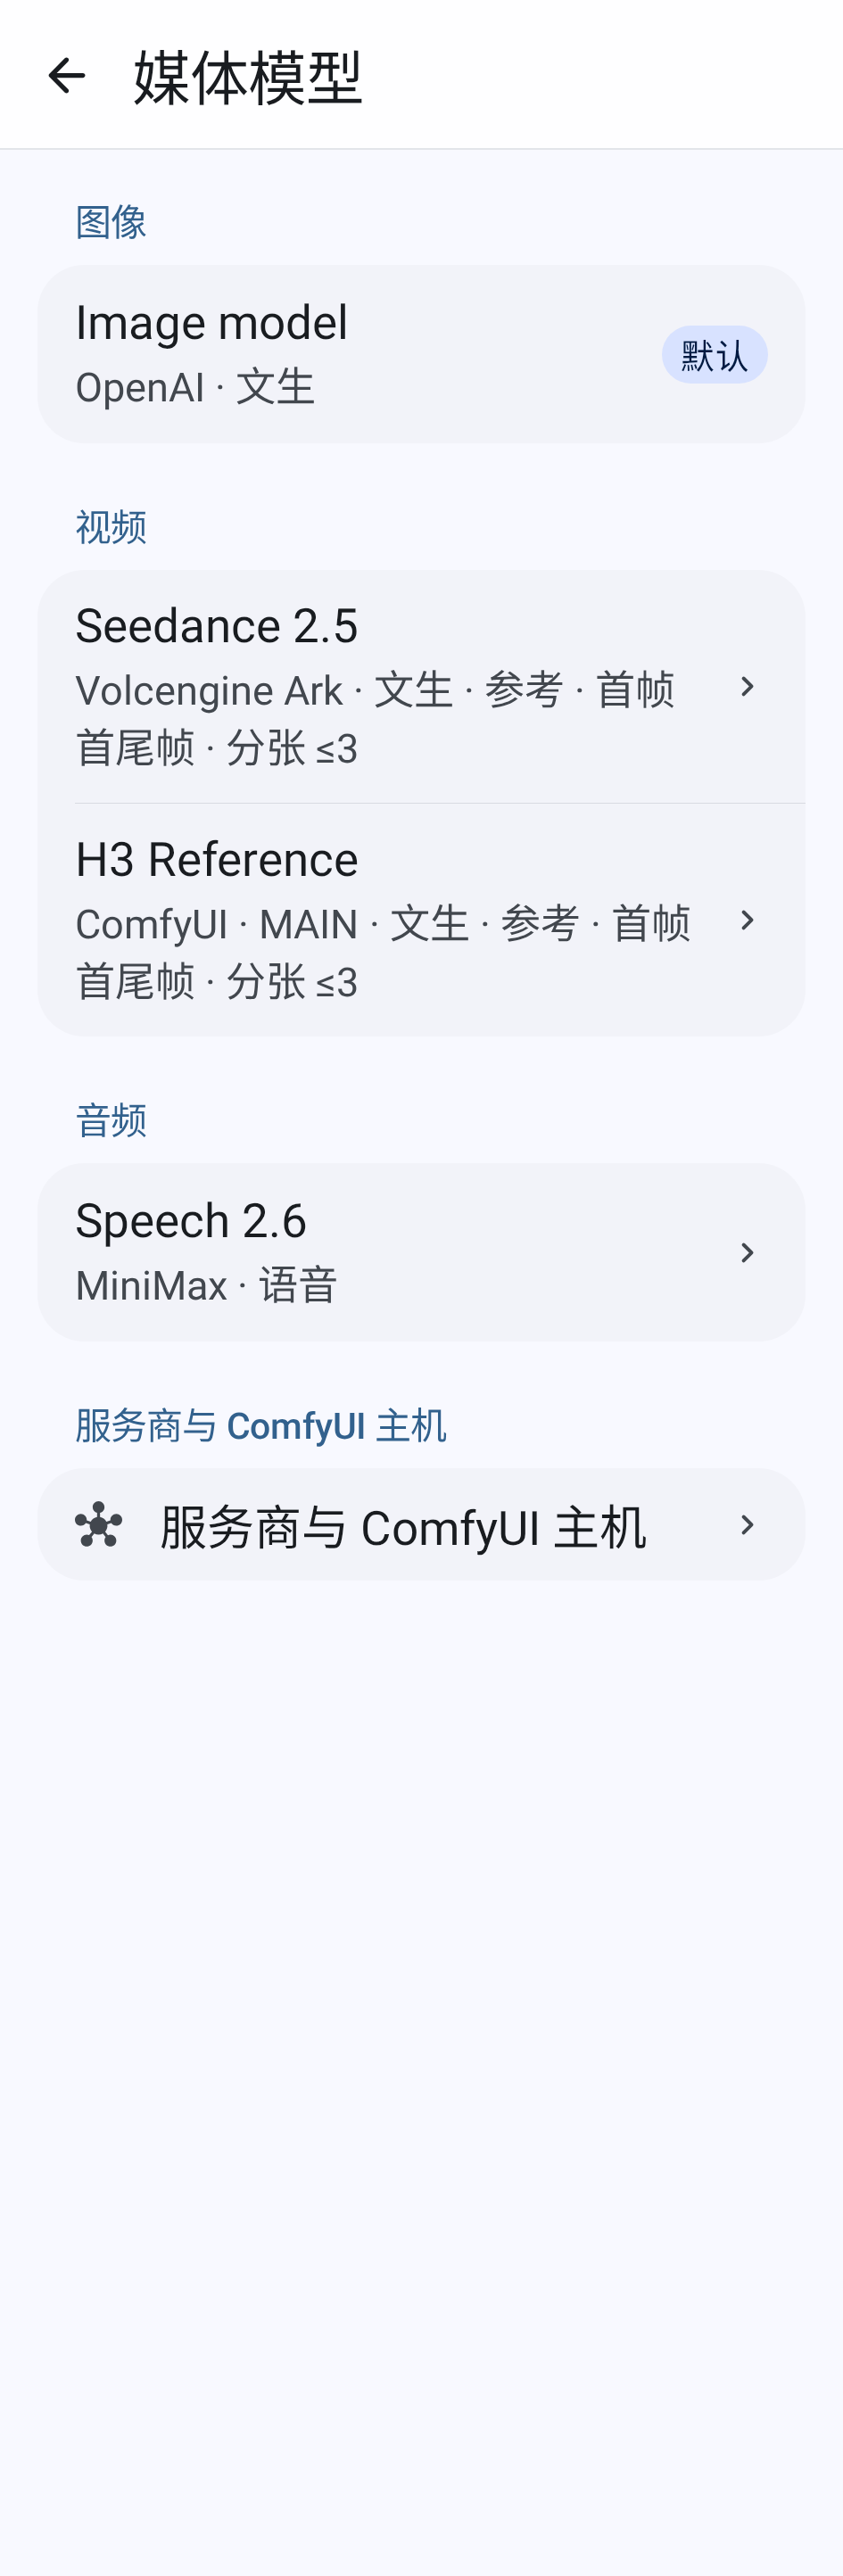 媒体模型
图像
Image model
OpenAI · 文生
默认
视频
Seedance 2.5
Volcengine Ark · 文生 · 参考 · 首帧
首尾帧 · 分张 ≤3
H3 Reference
ComfyUI · MAIN · 文生 · 参考 · 首帧
首尾帧 · 分张 ≤3
音频
Speech 2.6
MiniMax · 语音
服务商与 ComfyUI 主机
服务商与 ComfyUI 主机